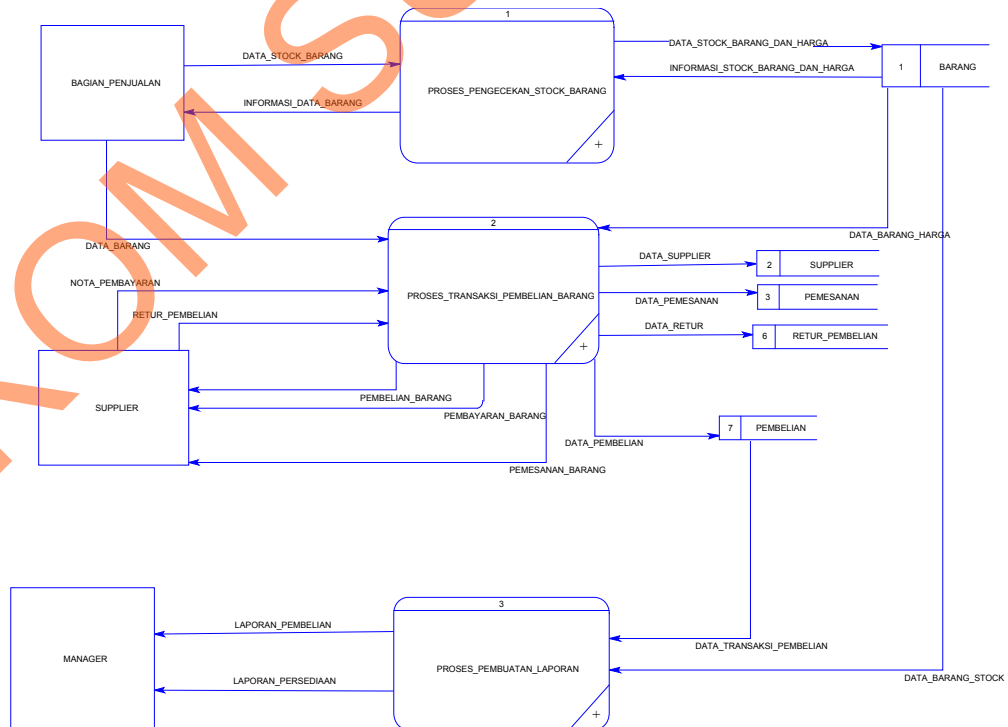 1
DATA_STOCK_BARANG_DAN_HARGA
DATA_STOCK_BARANG
INFORMASI_STOCK_BARANG_DAN_HARGA
1 BARANG
BAGIAN_PENJUALAN
PROSES_PENGECEKAN_STOCK_BARANG
INFORMASI_DATA_BARANG
+
2
DATA_BARANG_HARGA
DATA_BARANG
DATA_SUPPLIER
2 SUPPLIER
NOTA_PEMBAYARAN
PROSES_TRANSAKSI_PEMBELIAN_BARANG
3 PEMESANAN
DATA_PEMESANAN
RETUR_PEMBELIAN
DATA_RETUR
6 RETUR_PEMBELIAN
+
SUPPLIER
PEMBELIAN_BARANG
PEMBAYARAN_BARANG
7 PEMBELIAN
DATA_PEMBELIAN
PEMESANAN_BARANG
3
LAPORAN_PEMBELIAN
DATA_TRANSAKSI_PEMBELIAN
MANAGER
PROSES_PEMBUATAN_LAPORAN
DATA_BARANG_STOCK
LAPORAN_PERSEDIAAN
+
KOM S